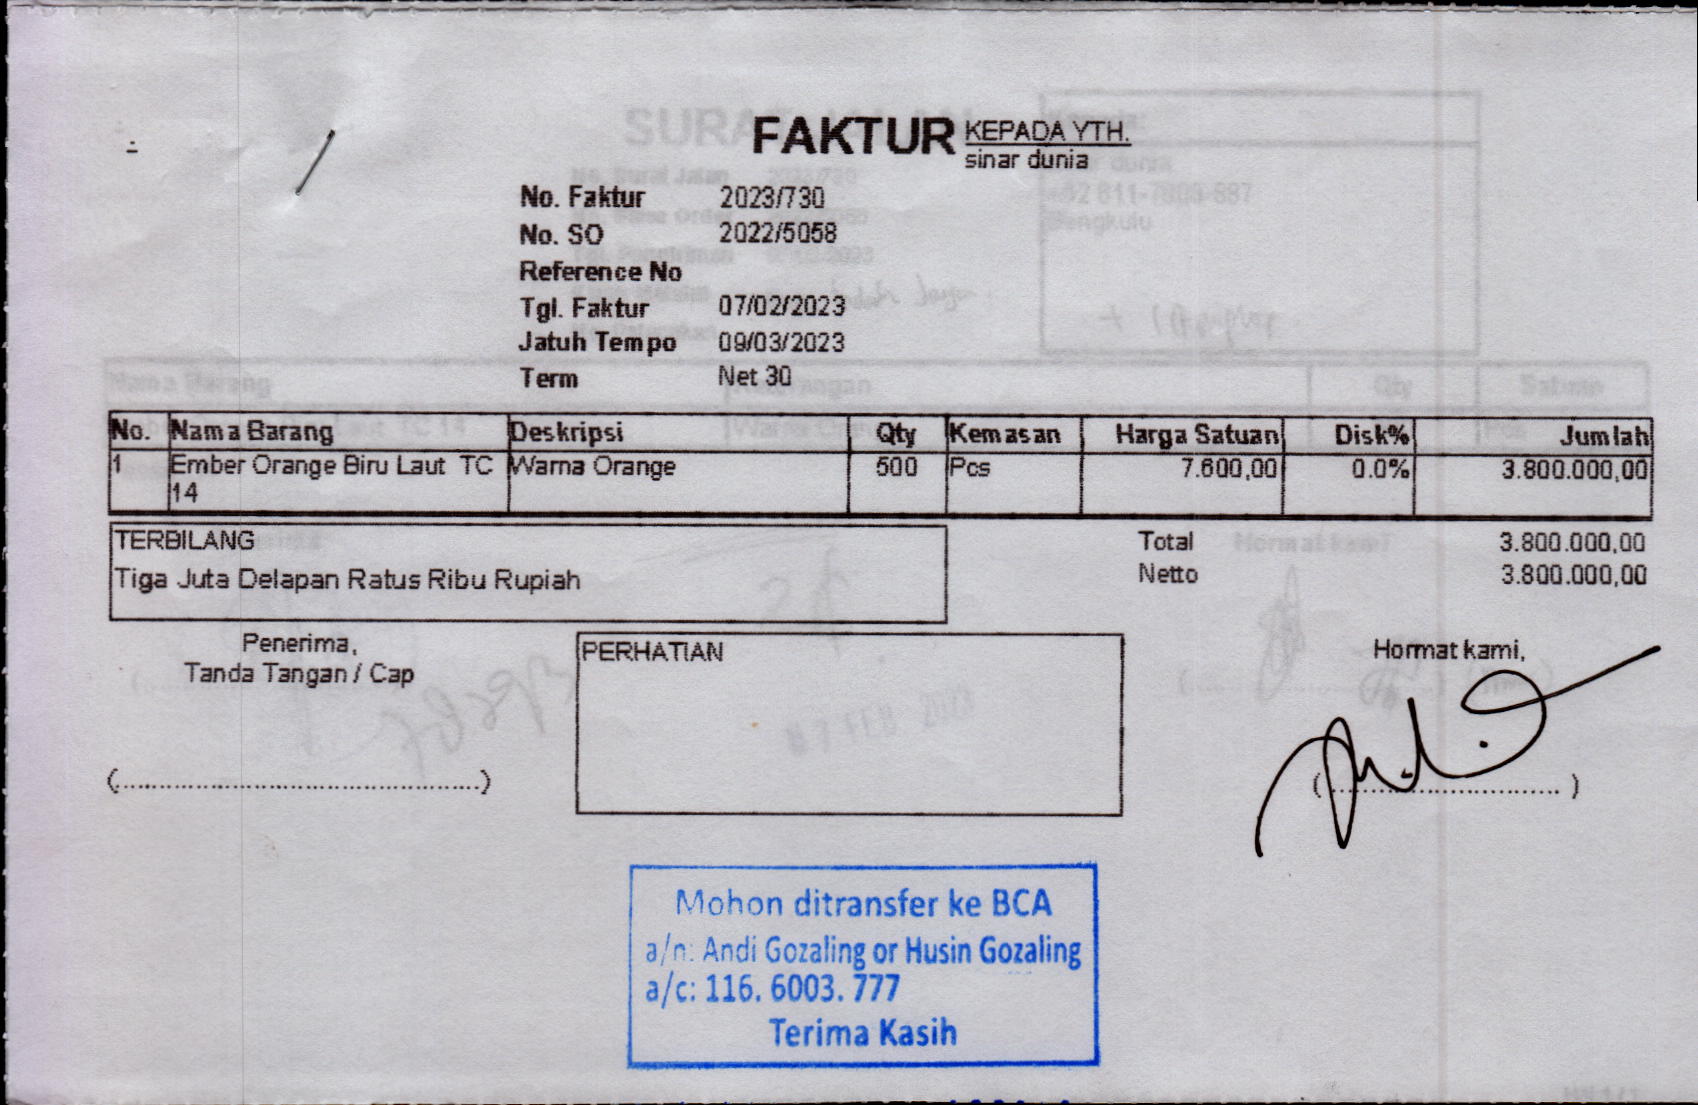 FAKTUR
KEPADA YTH.
sinar dunia
No. Faktur 2023/730
No. SO 2022/5058
Reference No
Tgl. Faktur 07/02/2023
Jatuh Tempo 09/03/2023
Term Net 30
No. Nama Barang Deskripsi Qty Kemasan Harga Satuan Disk% Jumlah
1 Ember Orange Biru Laut TC 14 Warna Orange 500 Pcs 7.600,00 0.0% 3.800.000,00
TERBILANG
Tiga Juta Delapan Ratus Ribu Rupiah
Total 3.800.000,00
Netto 3.800.000,00
Penerima,
Tanda Tangan / Cap
(..............................................)
PERHATIAN
Hormat kami,
(.............................. )
Mohon ditransfer ke BCA
a/n: Andi Gozaling or Husin Gozaling
a/c: 116. 6003. 777
Terima Kasih